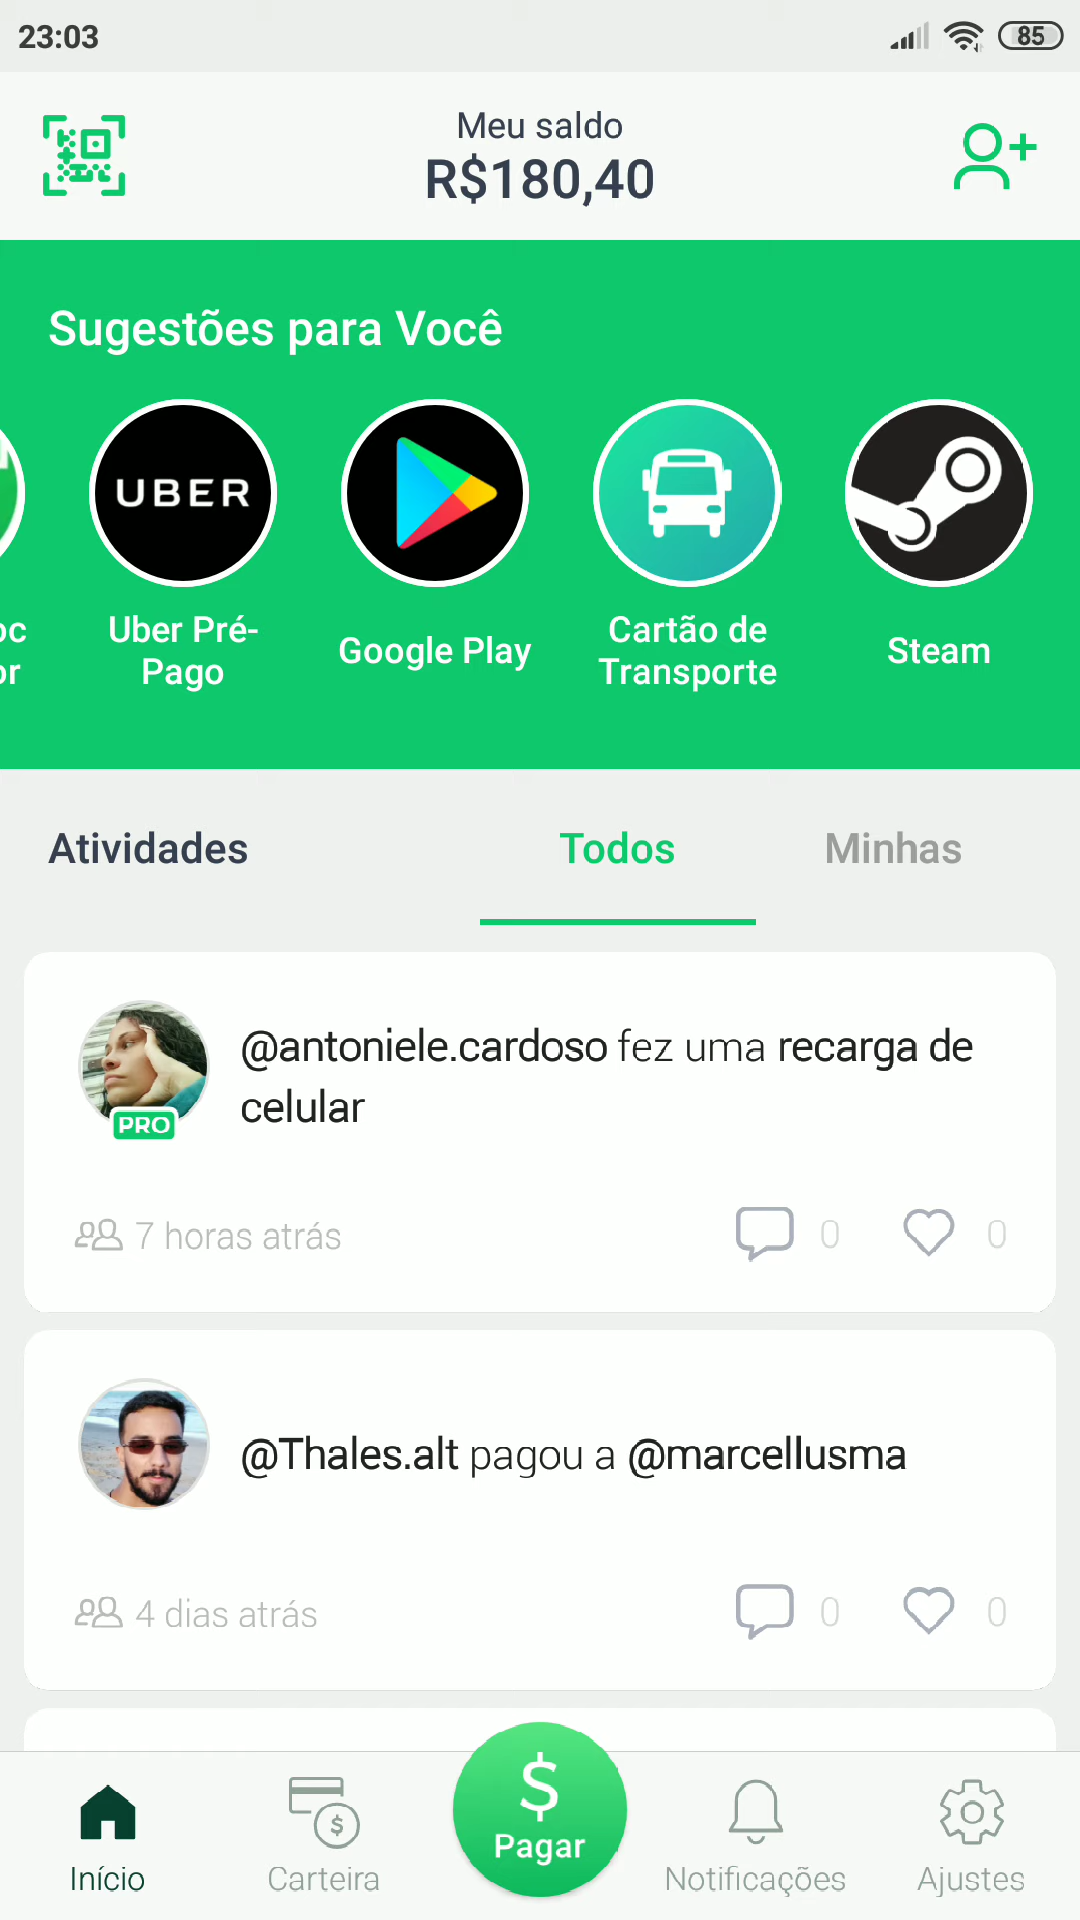 23:03
85
Meu saldo
R$180,40
Sugestões para Você
UBER
Uber Pré-
Pago
Google Play
Cartão de
Transporte
Steam
Atividades
Todos
Minhas
@antoniele.cardoso fez uma recarga de
celular
PRO
7 horas atrás
0
0
@Thales.alt pagou a @marcellusma
4 dias atrás
0
0
$
Pagar
Início
Carteira
Notificações
Ajustes